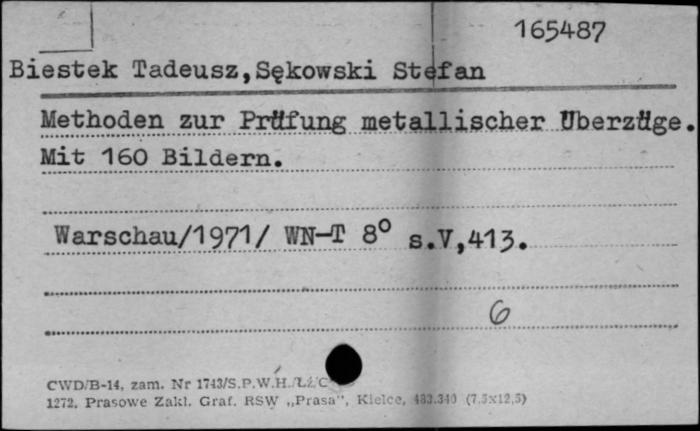 165487
Biestek Tadeusz,Sękowski Stefan
Methoden zur Prüfung metallischer Überzüge.
Mit 160 Bildern.
Warschau/1971/ WN-T 8° s.V,413.
6
CWD/B-14, zam. Nr 1743/S.P.W.H./Łź/C
1272. Prasowe Zakł. Graf. RSW „Prasa", Kielce, 483.340 (7,5x12,5)